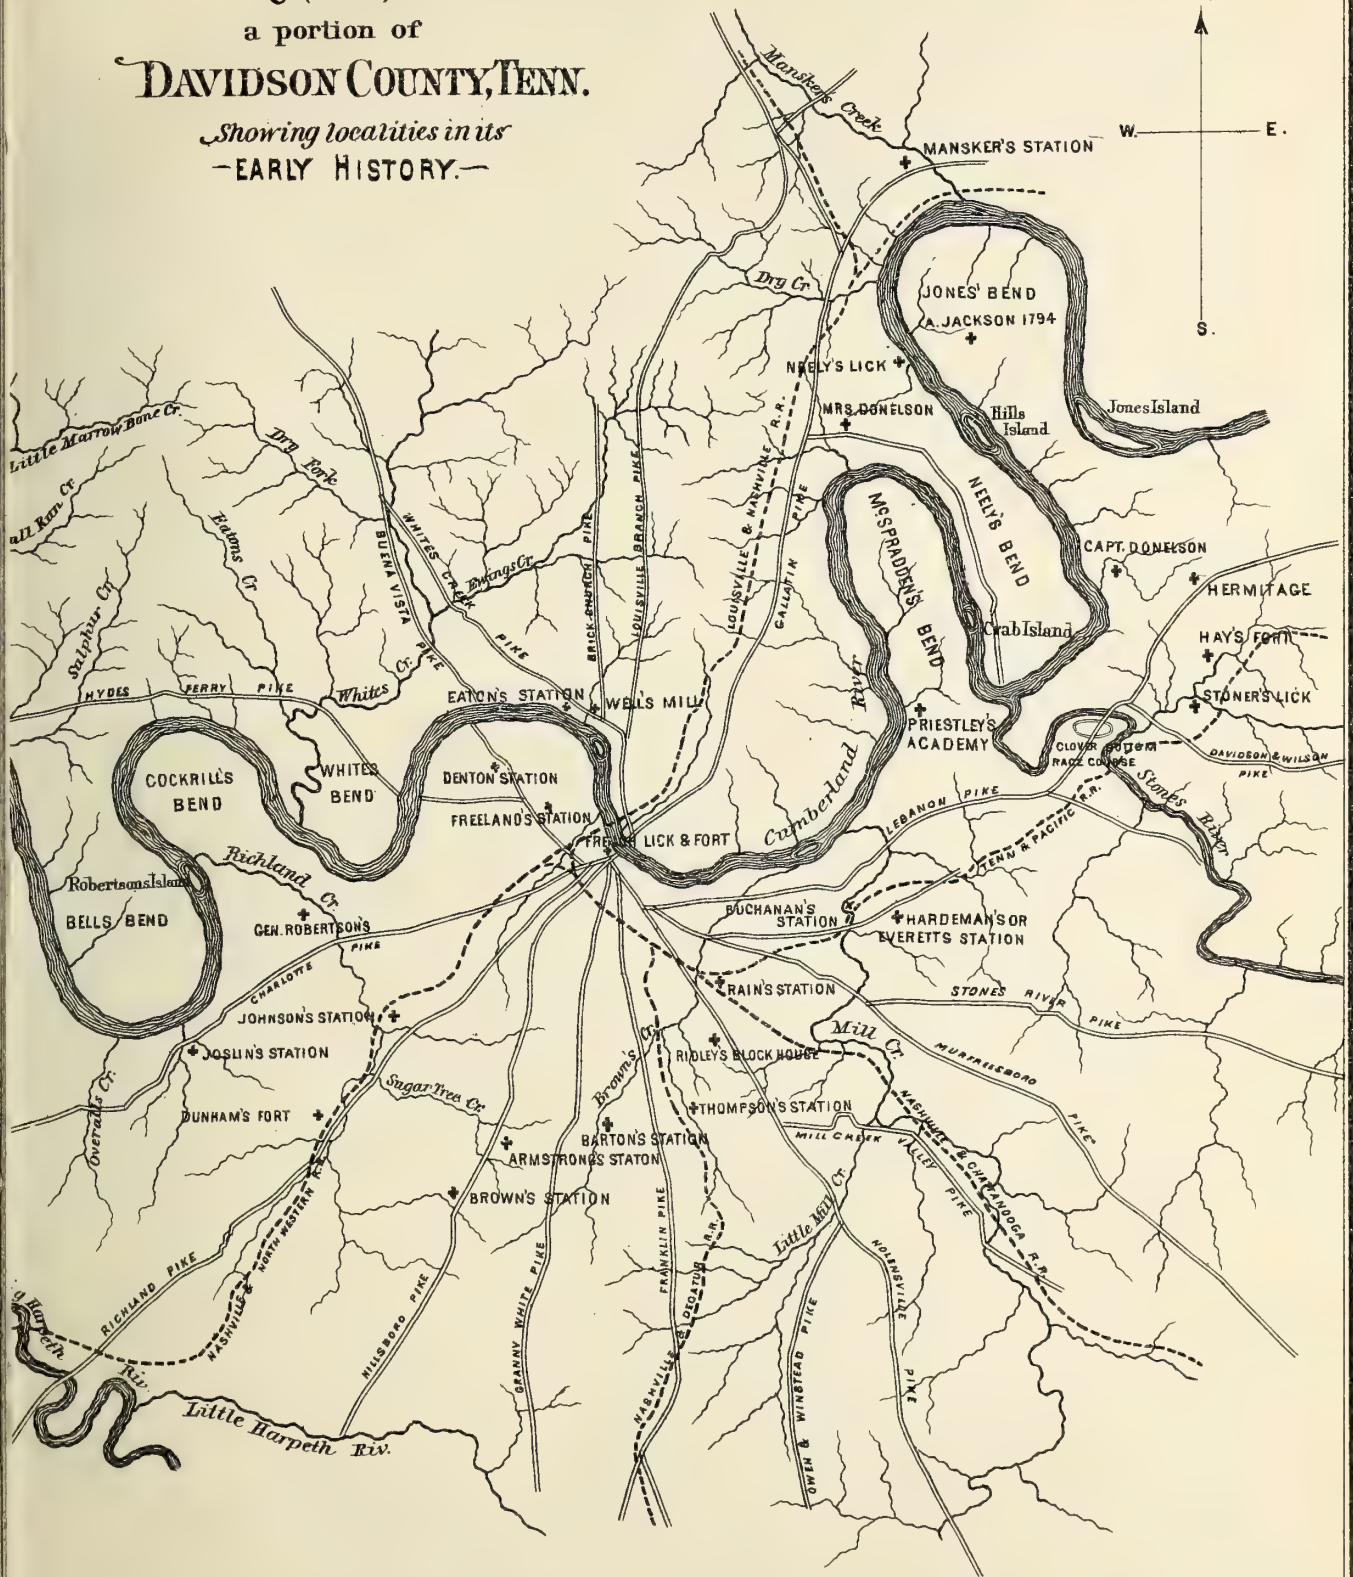 a portion of
DAVIDSON COUNTY, TENN.
Showing localities in its
—EARLY HISTORY.—
W. E.
S.
Mansker's Creek
MANSKER'S STATION
Dry Cr.
JONES' BEND
A. JACKSON 1794
NEELY'S LICK
MRS. DONELSON
Hills Island
Jones Island
Little Marrow Bone Cr.
Dry Fork
all Run Cr.
Eatons Cr
Sulphur Cr.
BUENA VISTA PIKE
WHITES CREEK PIKE
Ewings Cr.
BRICK CHURCH PIKE
LOUISVILLE BRANCH PIKE
LOUISVILLE & NASHVILLE R.R.
GALLATIN PIKE
McSPRADDEN'S BEND
NEELY'S BEND
CAPT. DONELSON
HERMITAGE
Crab Island
HAY'S FORT
STONER'S LICK
HYDES FERRY PIKE
Whites Cr.
EATON'S STATION
WELLS MILL
Cumberland River
PRIESTLEY'S ACADEMY
CLOVER BOTTOM RACE COURSE
DAVIDSON & WILSON PIKE
COCKRILL'S BEND
WHITES BEND
DENTON STATION
FREELAND'S STATION
FRENCH LICK & FORT
LEBANON PIKE
Stones River
TENN & PACIFIC R.R.
Richland Cr.
Robertsons Island
BELLS BEND
GEN. ROBERTSON'S
CHARLOTTE PIKE
BUCHANAN'S STATION
HARDEMAN'S OR EVERETTS STATION
RAIN'S STATION
STONES RIVER PIKE
JOHNSON'S STATION
JOSLIN'S STATION
Mill Cr.
RIDLEY'S BLOCK HOUSE
MURFREESBORO PIKE
Overalls Cr.
DUNHAM'S FORT
Sugar Tree Cr.
Brown's Cr.
THOMPSON'S STATION
BARTON'S STATION
ARMSTRONG'S STATON
BROWN'S STATION
MILL CREEK VALLEY PIKE
NASHVILLE & CHATTANOOGA R.R.
Little Mill Cr.
NOLENSVILLE PIKE
OWEN & WINSTEAD PIKE
FRANKLIN PIKE
NASHVILLE & DECATUR R.R.
GRANNY WHITE PIKE
HILLSBORO PIKE
RICHLAND PIKE
NASHVILLE & NORTH WESTERN R.R.
g Harpeth Riv.
Little Harpeth Riv.